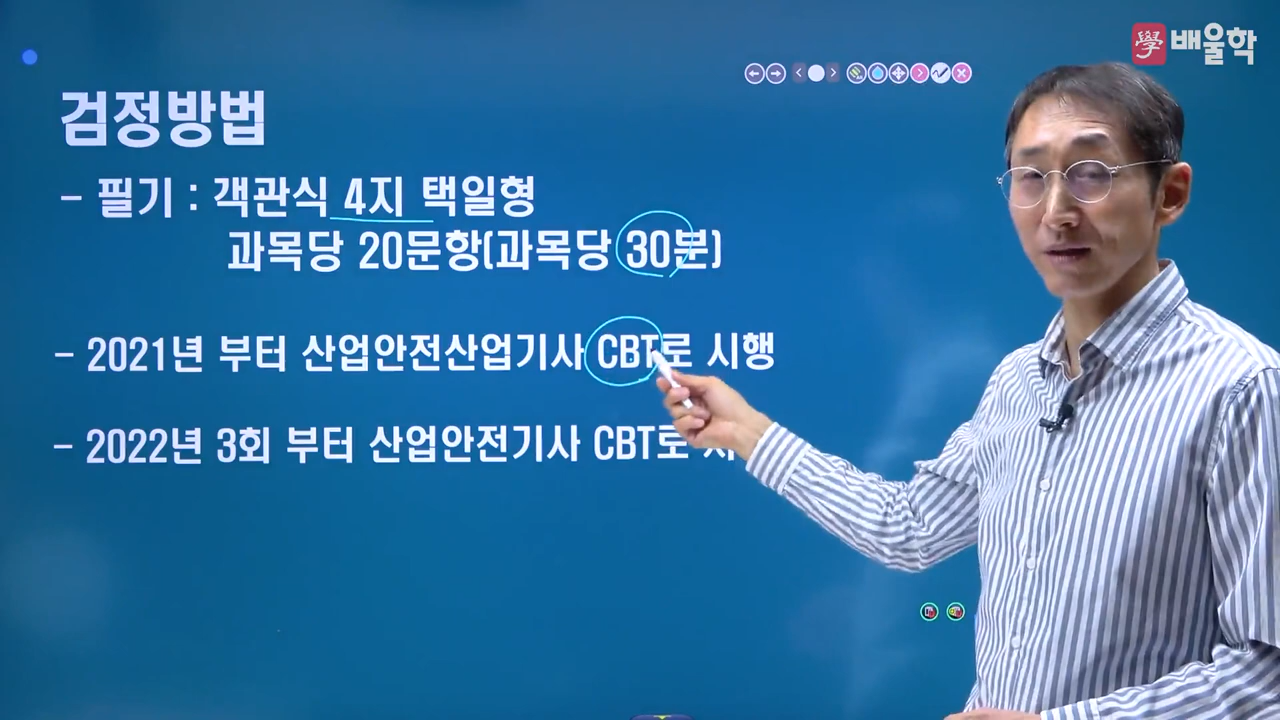 學 배울학
검정방법
- 필기 : 객관식 4지 택일형
과목당 20문항(과목당 30분)
- 2021년 부터 산업안전산업기사 CBT로 시행
- 2022년 3회 부터 산업안전기사 CBT로